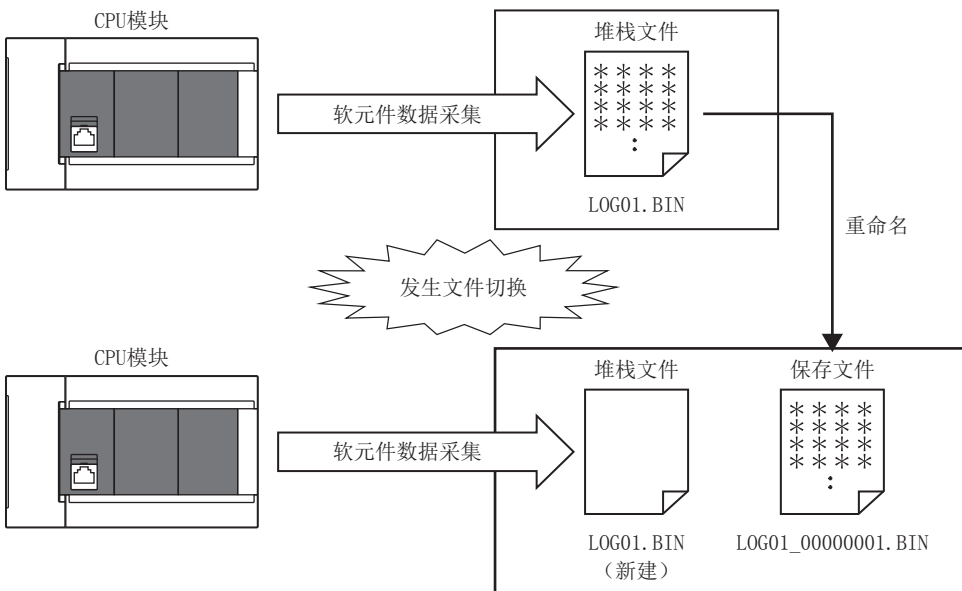 CPU模块
堆栈文件
****
****
****
****
:
软元件数据采集
LOG01.BIN
重命名
发生文件切换
CPU模块
堆栈文件
保存文件
****
****
****
****
:
软元件数据采集
LOG01.BIN
（新建）
LOG01_00000001.BIN